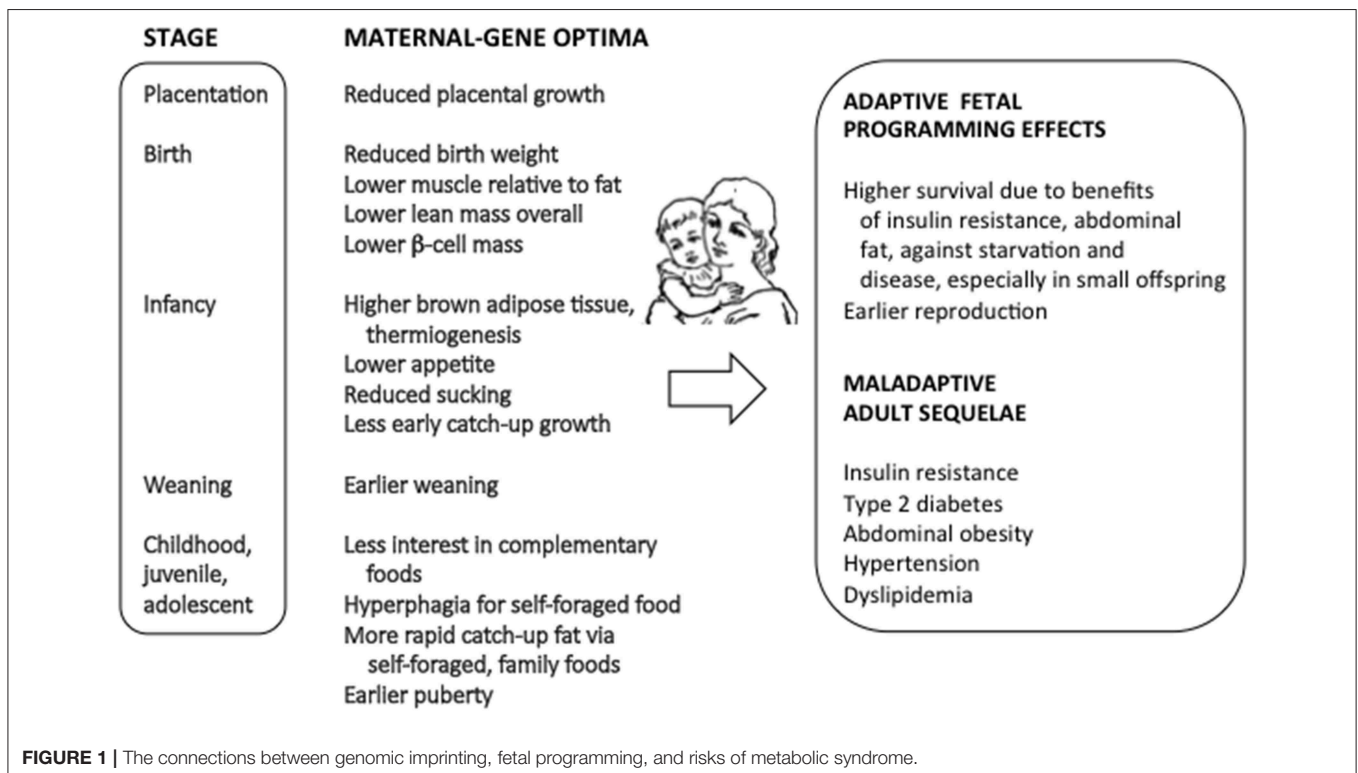 STAGE
Placentation
Birth
Infancy
Weaning
Childhood,
juvenile,
adolescent
MATERNAL-GENE OPTIMA
Reduced placental growth
Reduced birth weight
Lower muscle relative to fat
Lower lean mass overall
Lower β-cell mass
Higher brown adipose tissue,
thermiogenesis
Lower appetite
Reduced sucking
Less early catch-up growth
Earlier weaning
Less interest in complementary
foods
Hyperphagia for self-foraged food
More rapid catch-up fat via
self-foraged, family foods
Earlier puberty
ADAPTIVE FETAL
PROGRAMMING EFFECTS
Higher survival due to benefits
of insulin resistance, abdominal
fat, against starvation and
disease, especially in small offspring
Earlier reproduction
MALADAPTIVE
ADULT SEQUELAE
Insulin resistance
Type 2 diabetes
Abdominal obesity
Hypertension
Dyslipidemia
FIGURE 1 | The connections between genomic imprinting, fetal programming, and risks of metabolic syndrome.